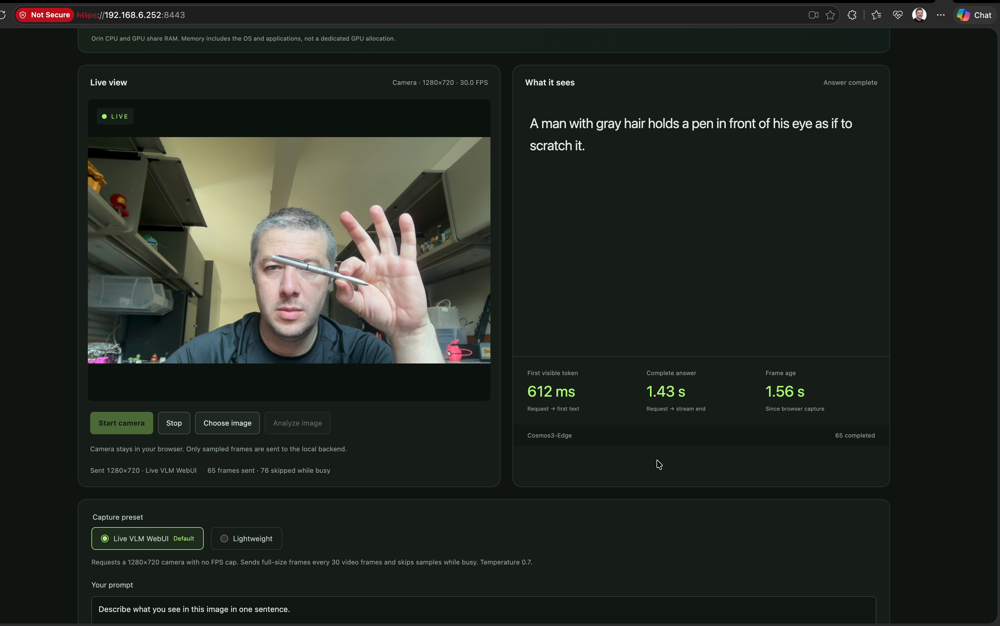 Not Secure https://192.168.6.252:8443
Chat
Orin CPU and GPU share RAM. Memory includes the OS and applications, not a dedicated GPU allocation.
Live view
Camera · 1280×720 · 30.0 FPS
LIVE
Start camera
Stop
Choose image
Analyze image
Camera stays in your browser. Only sampled frames are sent to the local backend.
Sent 1280×720 · Live VLM WebUI
65 frames sent · 76 skipped while busy
What it sees
Answer complete
A man with gray hair holds a pen in front of his eye as if to
scratch it.
First visible token
612 ms
Request → first text
Complete answer
1.43 s
Request → stream end
Frame age
1.56 s
Since browser capture
Cosmos3-Edge
65 completed
Capture preset
Live VLM WebUI Default
Lightweight
Requests a 1280×720 camera with no FPS cap. Sends full-size frames every 30 video frames and skips samples while busy. Temperature 0.7.
Your prompt
Describe what you see in this image in one sentence.